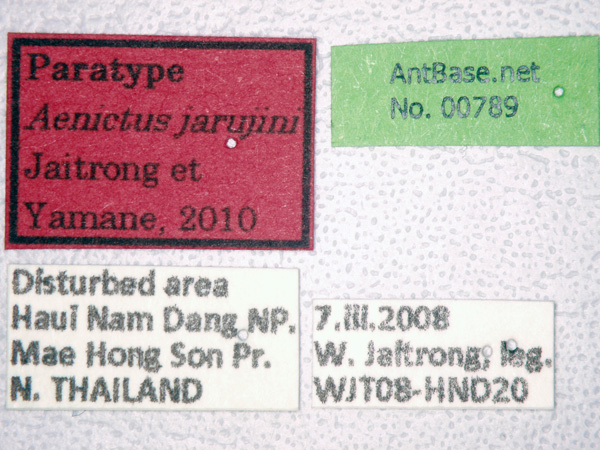 Paratype
Aenictus jarujini
Jaitrong et
Yamane, 2010
AntBase.net
No. 00789
Disturbed area
Haui Nam Dang NP.
Mae Hong Son Pr.
N. THAILAND
7.iii.2008
W. Jaitrong, leg.
WJT08-HND20